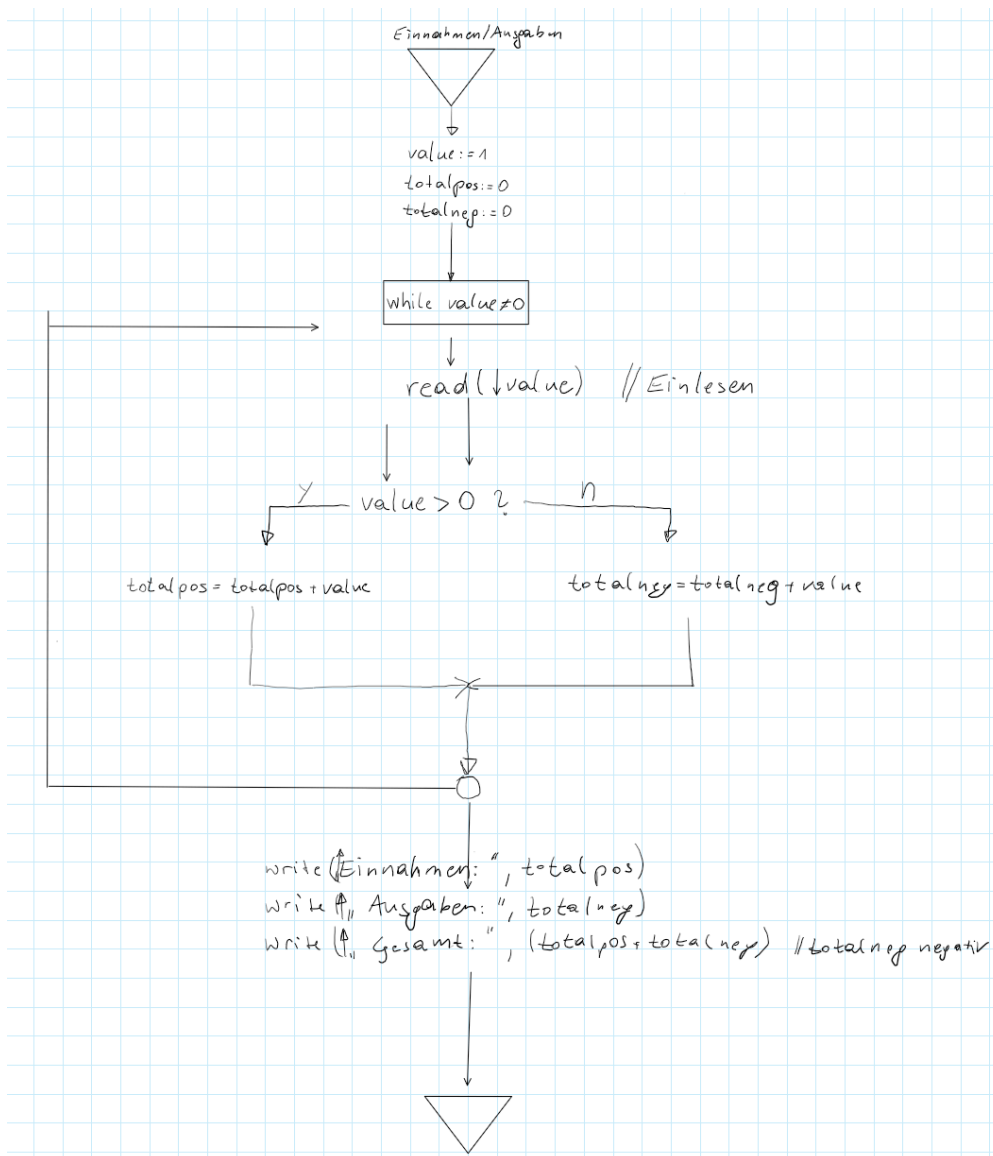 Einnahmen/Ausgaben
value:=1
totalpos:=0
totalneg:=0
while value≠0
read(↓value) // Einlesen
y value > 0 ? n
totalpos = totalpos + value totalneg=totalneg + value
write(↑„Einnahmen: “, totalpos)
write(↑„ Ausgaben: “, totalneg)
write(↑„ Gesamt: “, (totalpos+totalneg) //totalneg negativ